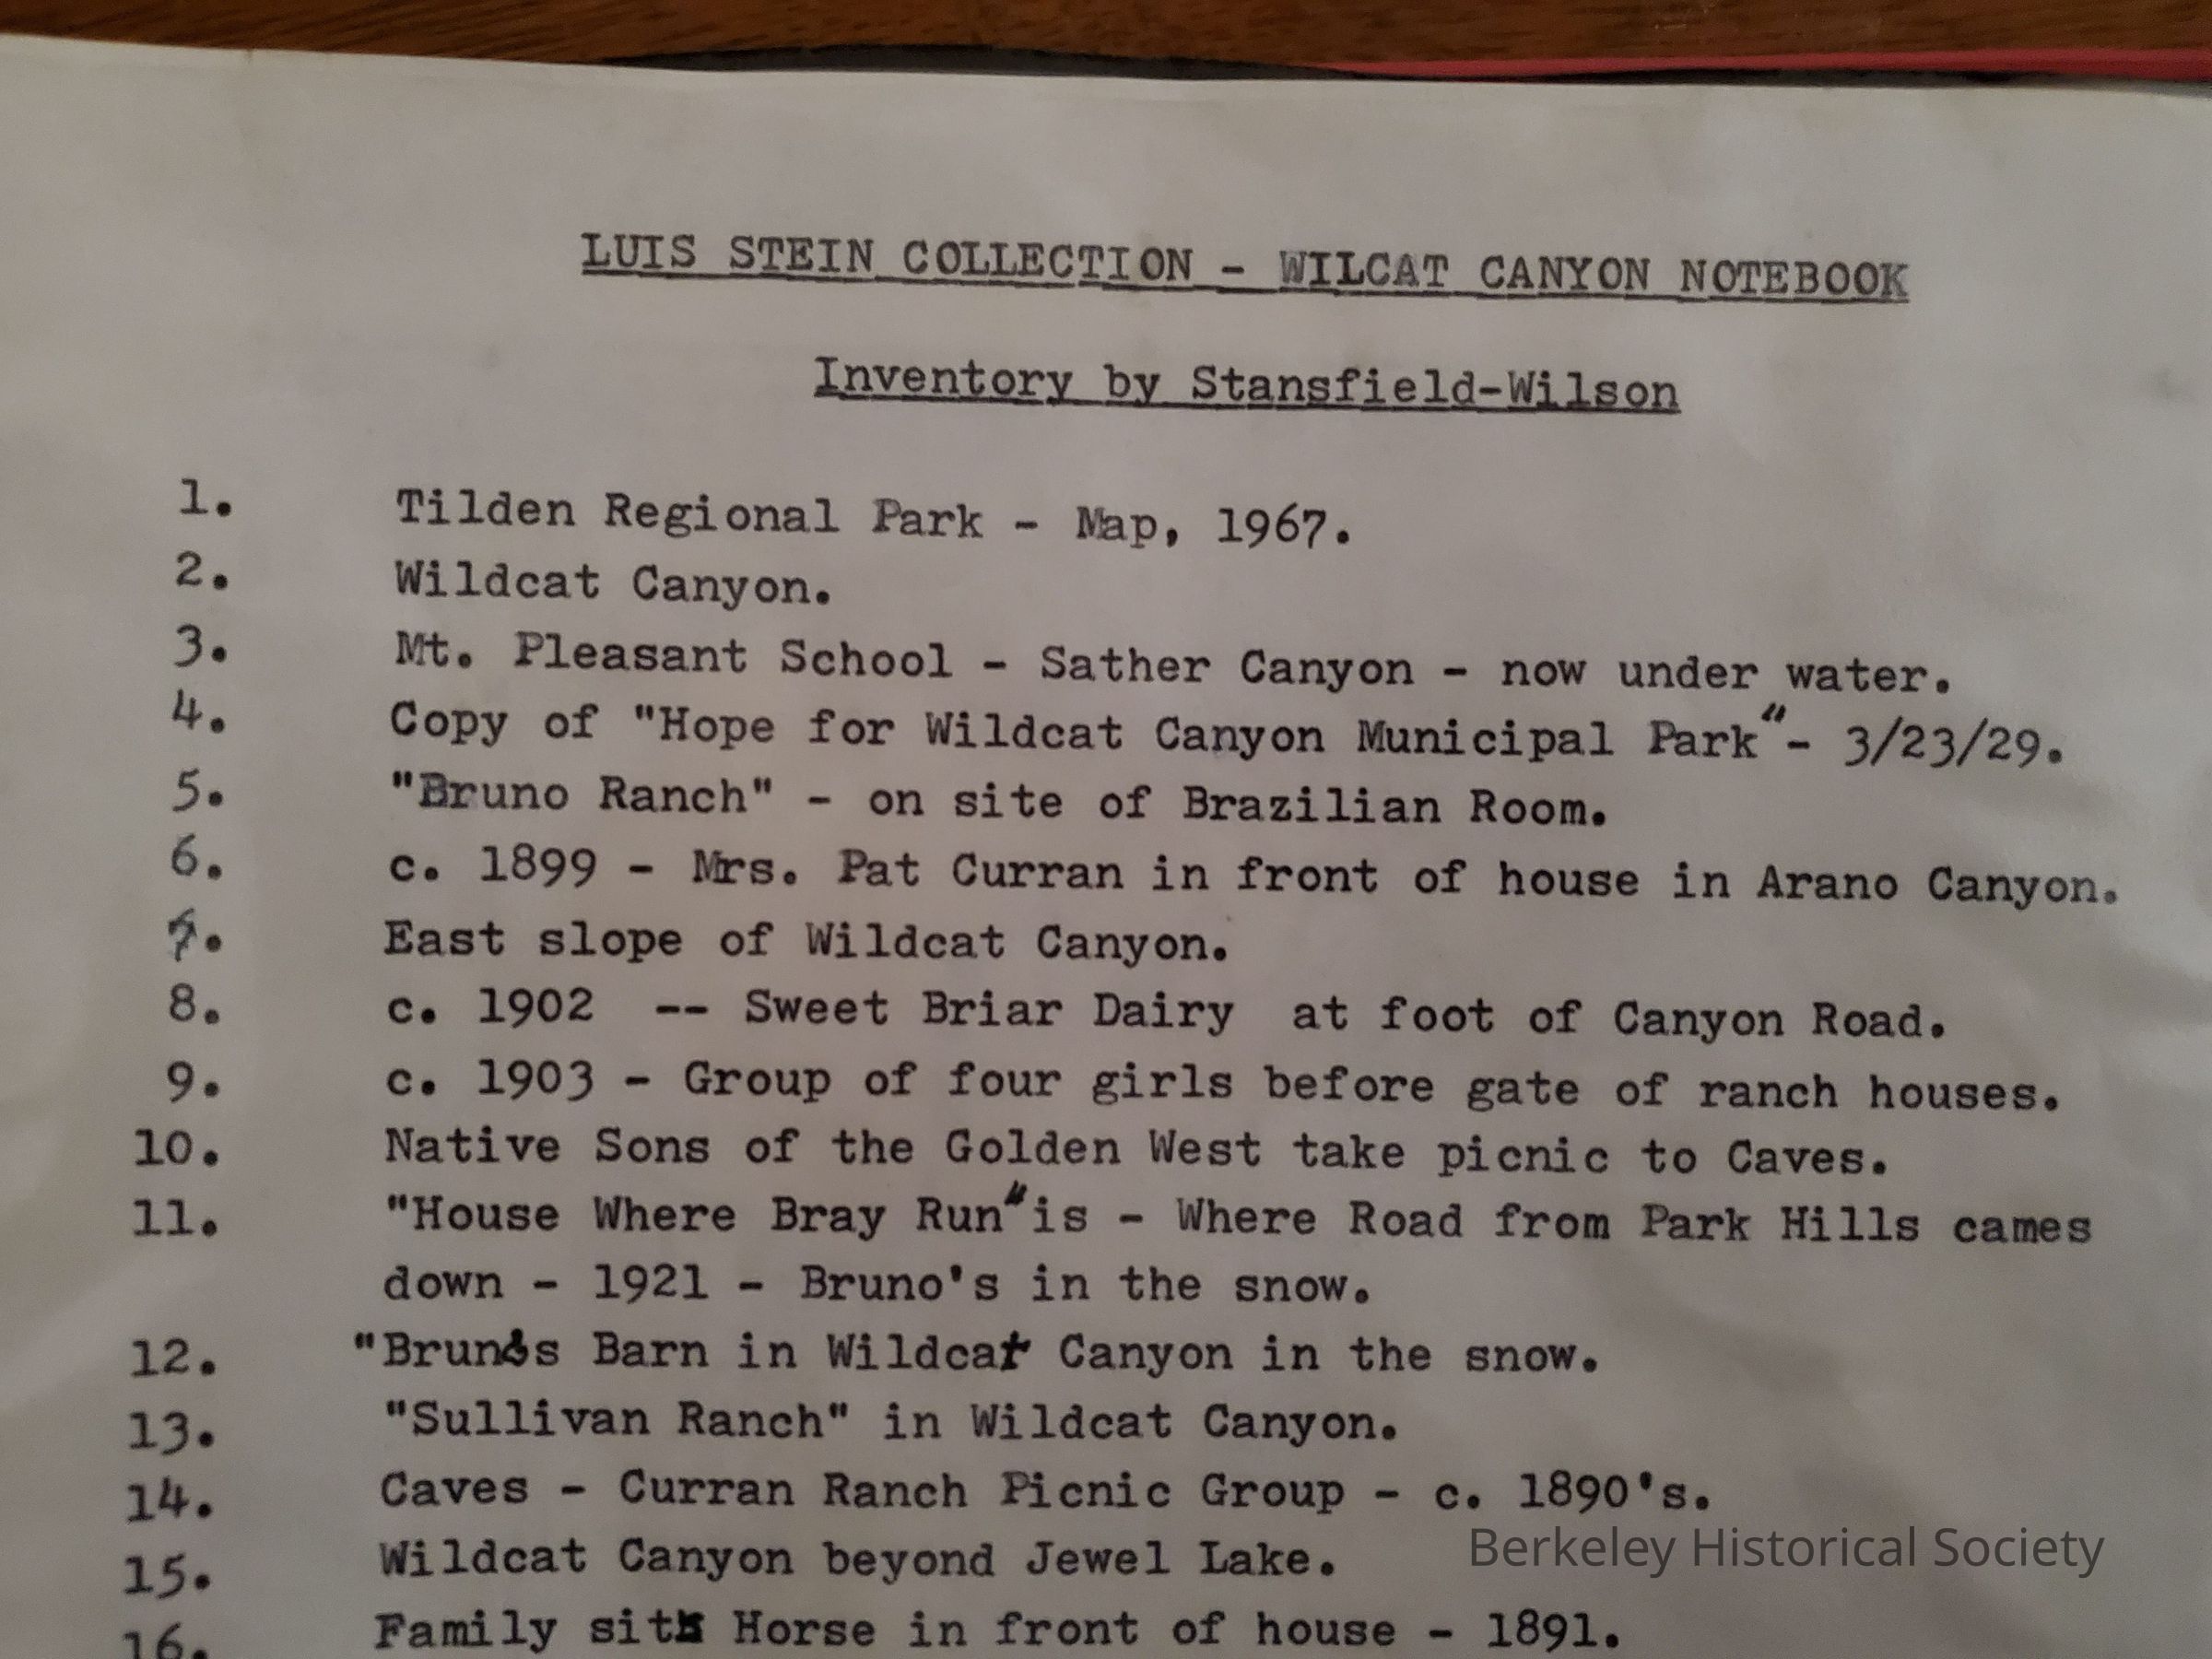 LUIS STEIN COLLECTION - WILCAT CANYON NOTEBOOK
Inventory by Stansfield-Wilson
1. Tilden Regional Park - Map, 1967.
2. Wildcat Canyon.
3. Mt. Pleasant School - Sather Canyon - now under water.
4. Copy of "Hope for Wildcat Canyon Municipal Park"- 3/23/29.
5. "Bruno Ranch" - on site of Brazilian Room.
6. c. 1899 - Mrs. Pat Curran in front of house in Arano Canyon.
7. East slope of Wildcat Canyon.
8. c. 1902 -- Sweet Briar Dairy at foot of Canyon Road.
9. c. 1903 - Group of four girls before gate of ranch houses.
10. Native Sons of the Golden West take picnic to Caves.
11. "House Where Bray Run"is - Where Road from Park Hills cames
down - 1921 - Bruno's in the snow.
12. "Bruno's Barn in Wildcat Canyon in the snow.
13. "Sullivan Ranch" in Wildcat Canyon.
14. Caves - Curran Ranch Picnic Group - c. 1890's.
15. Wildcat Canyon beyond Jewel Lake.
16. Family sits Horse in front of house - 1891.
Berkeley Historical Society